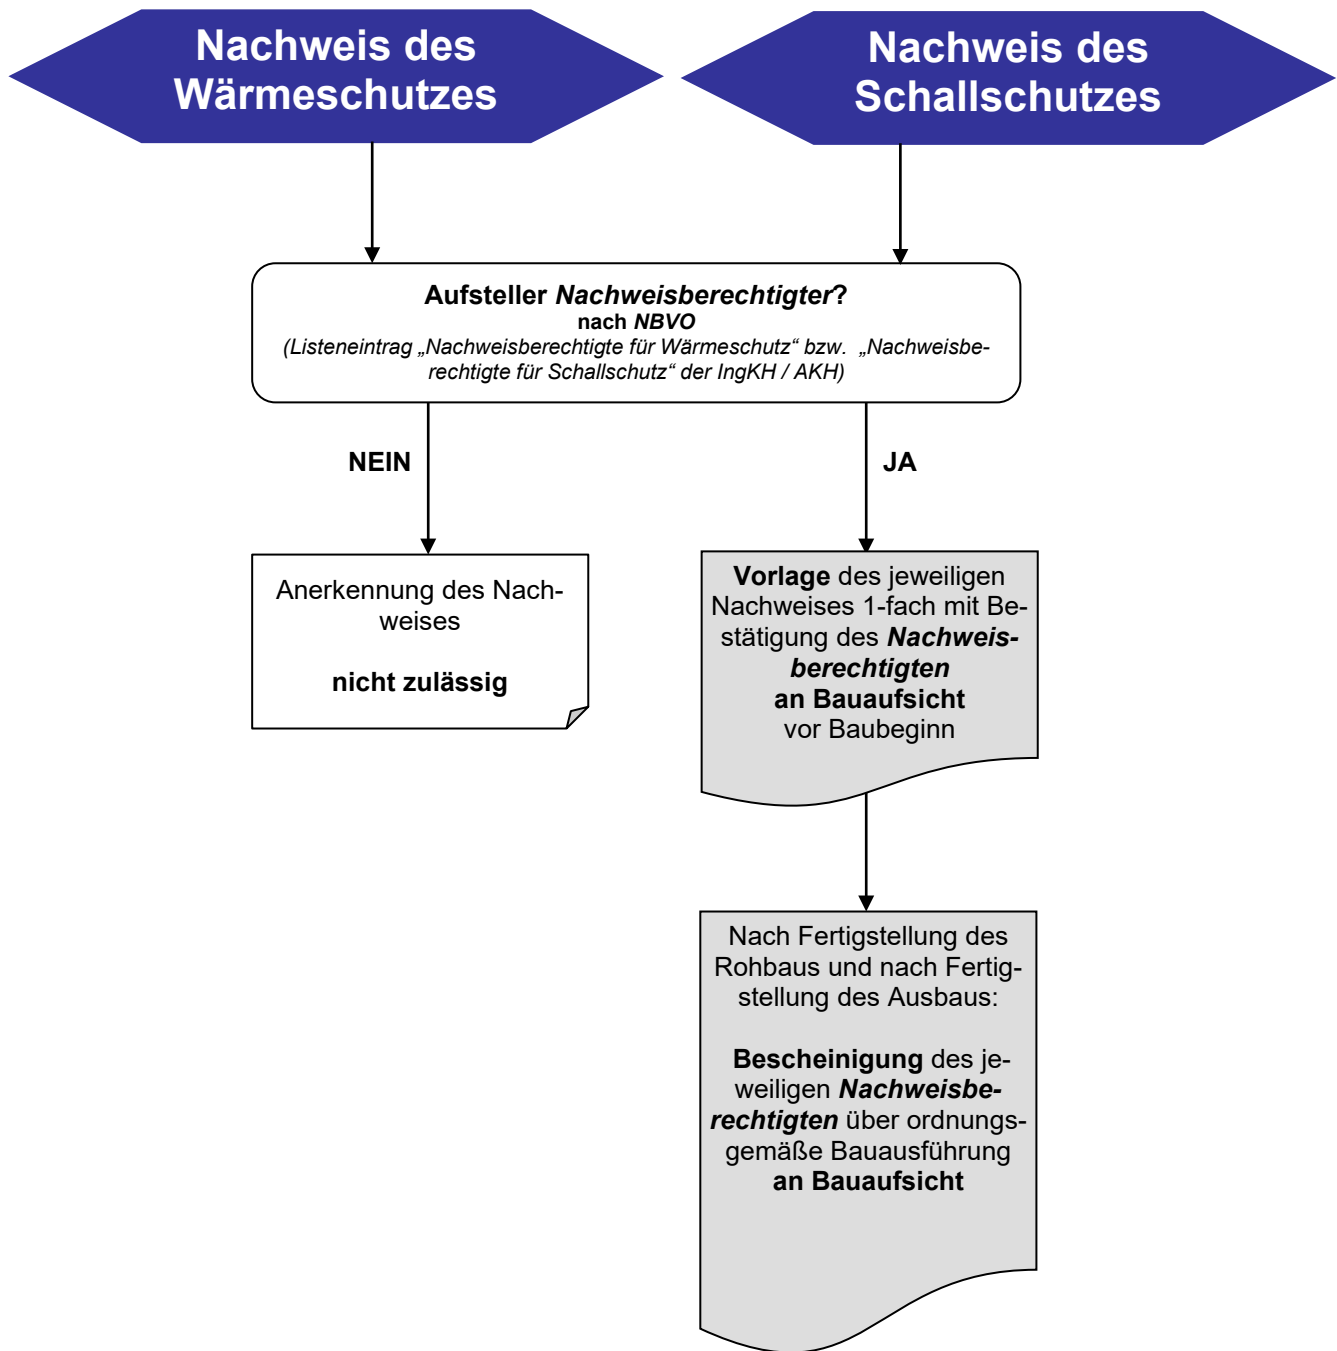 Nachweis des
Wärmeschutzes
Nachweis des
Schallschutzes
Aufsteller Nachweisberechtigter?
nach NBVO
(Listeneintrag „Nachweisberechtigte für Wärmeschutz“ bzw. „Nachweisbe-
rechtigte für Schallschutz“ der IngKH / AKH)
NEIN
JA
Anerkennung des Nach-
weises
nicht zulässig
Vorlage des jeweiligen
Nachweises 1-fach mit Be-
stätigung des Nachweis-
berechtigten
an Bauaufsicht
vor Baubeginn
Nach Fertigstellung des
Rohbaus und nach Fertig-
stellung des Ausbaus:
Bescheinigung des je-
weiligen Nachweisbe-
rechtigten über ordnungs-
gemäße Bauausführung
an Bauaufsicht